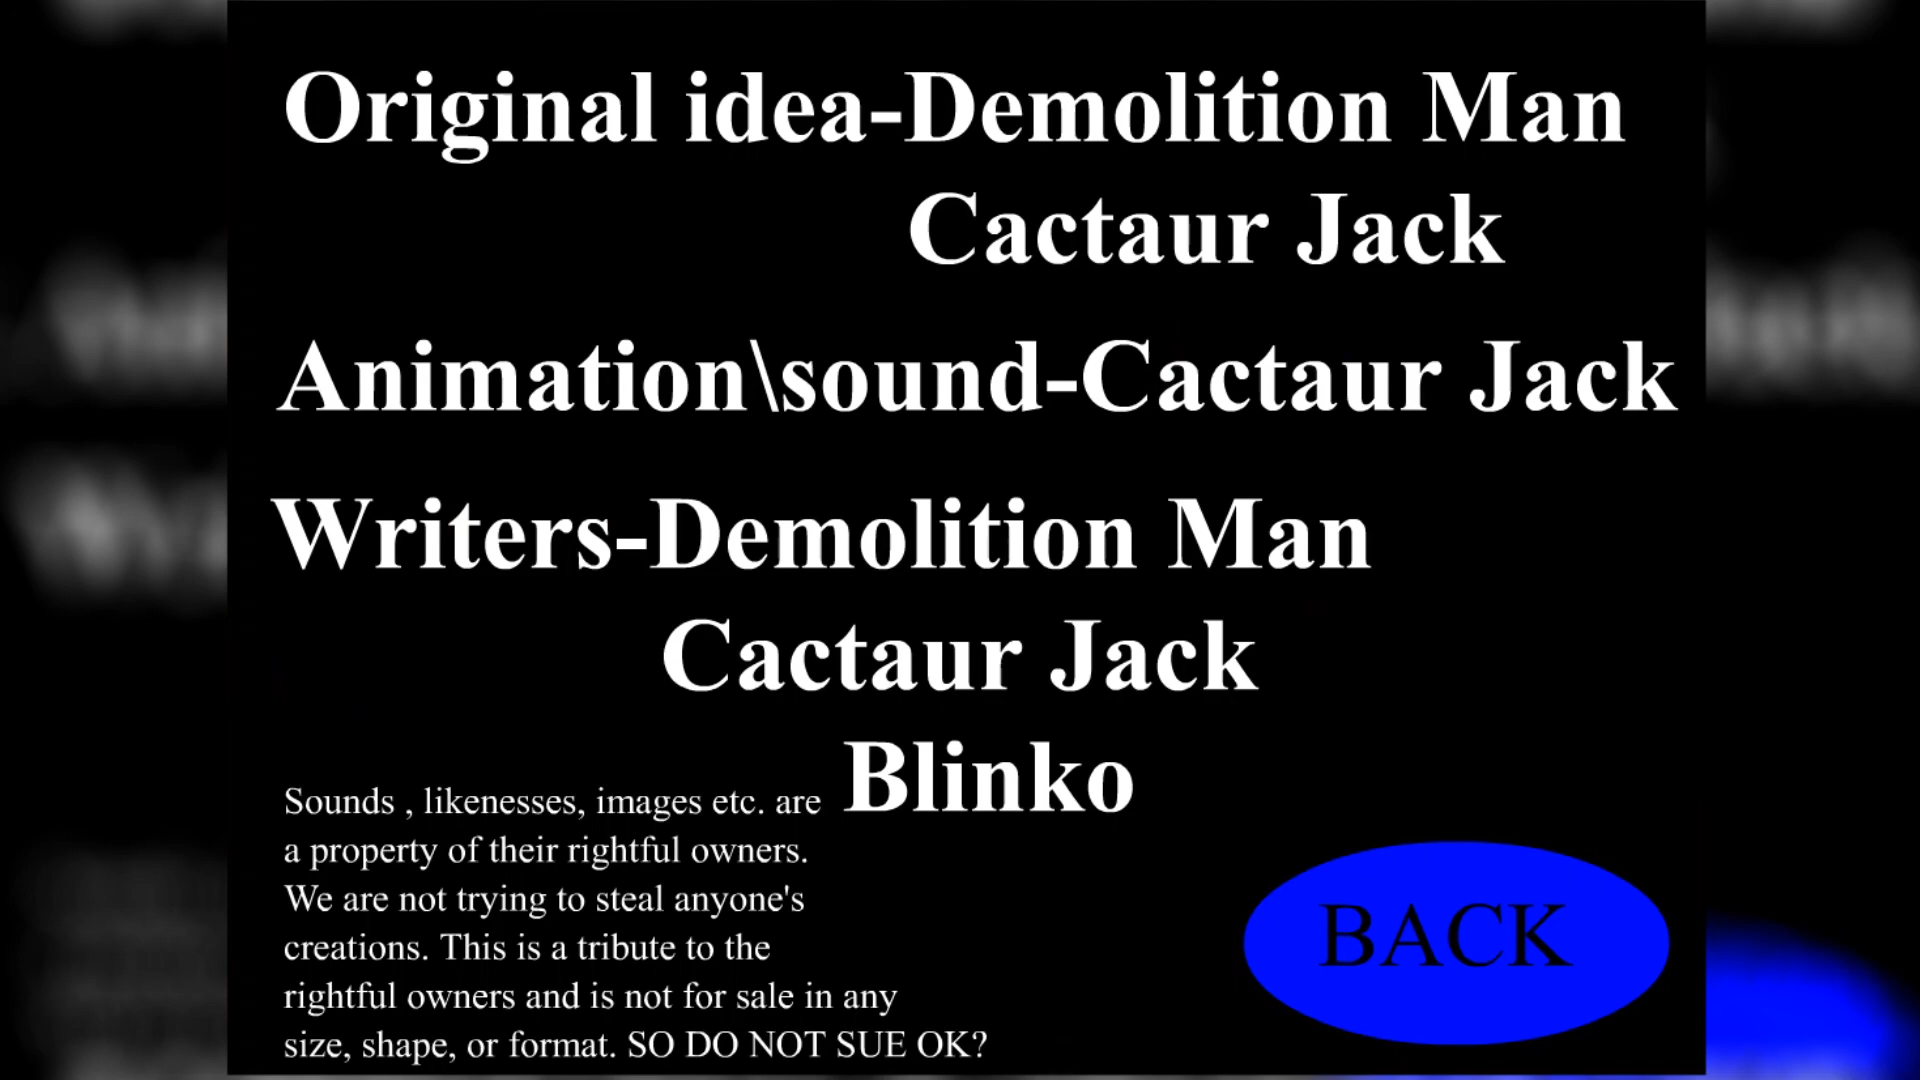 Original idea-Demolition Man
Cactaur Jack
Animation\sound-Cactaur Jack
Writers-Demolition Man
Cactaur Jack
Blinko
Sounds , likenesses, images etc. are
a property of their rightful owners.
We are not trying to steal anyone's
creations. This is a tribute to the
rightful owners and is not for sale in any
size, shape, or format. SO DO NOT SUE OK?
BACK